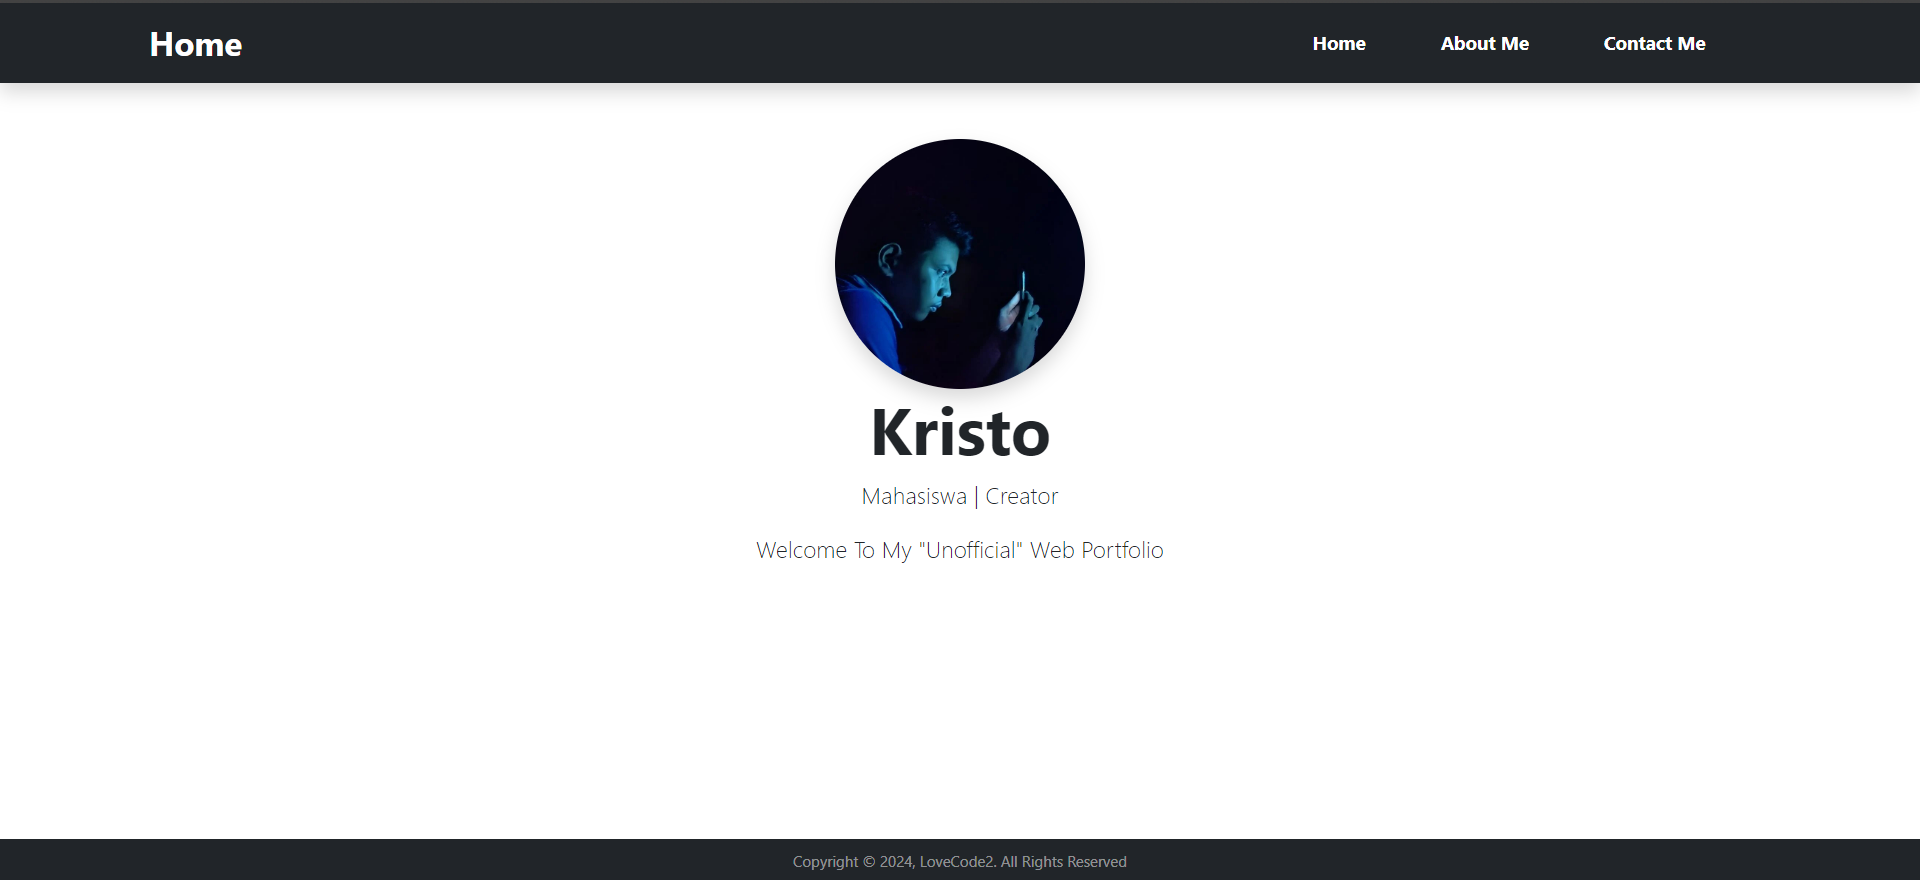 Home
Home About Me Contact Me
Kristo
Mahasiswa | Creator
Welcome To My "Unofficial" Web Portfolio
Copyright © 2024, LoveCode2. All Rights Reserved